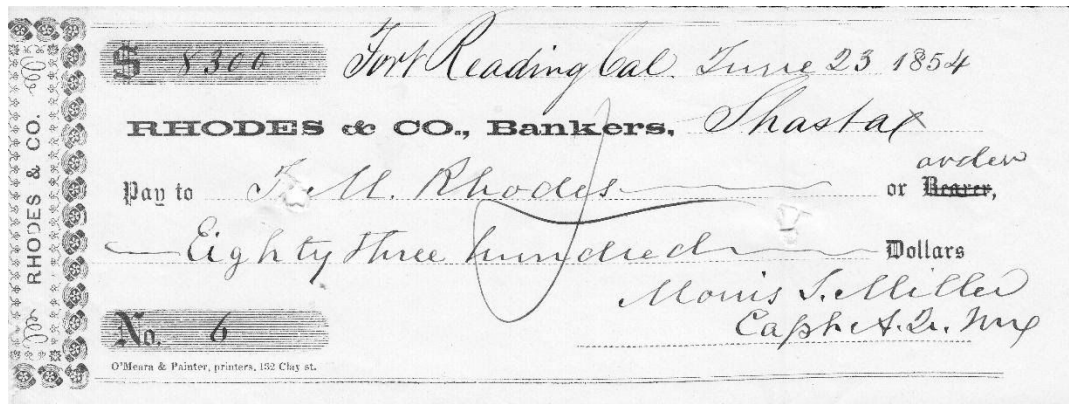 RHODES & CO.
$ 8300 Fort Reading Cal. June 23 1854
RHODES & CO., Bankers, Shasta
order
Pay to F. M. Rhodes or Bearer,
Eighty three hundred Dollars
Morris S. Miller
No. 6 Capt. A. Q. M.
O'Meara & Painter, printers, 132 Clay st.